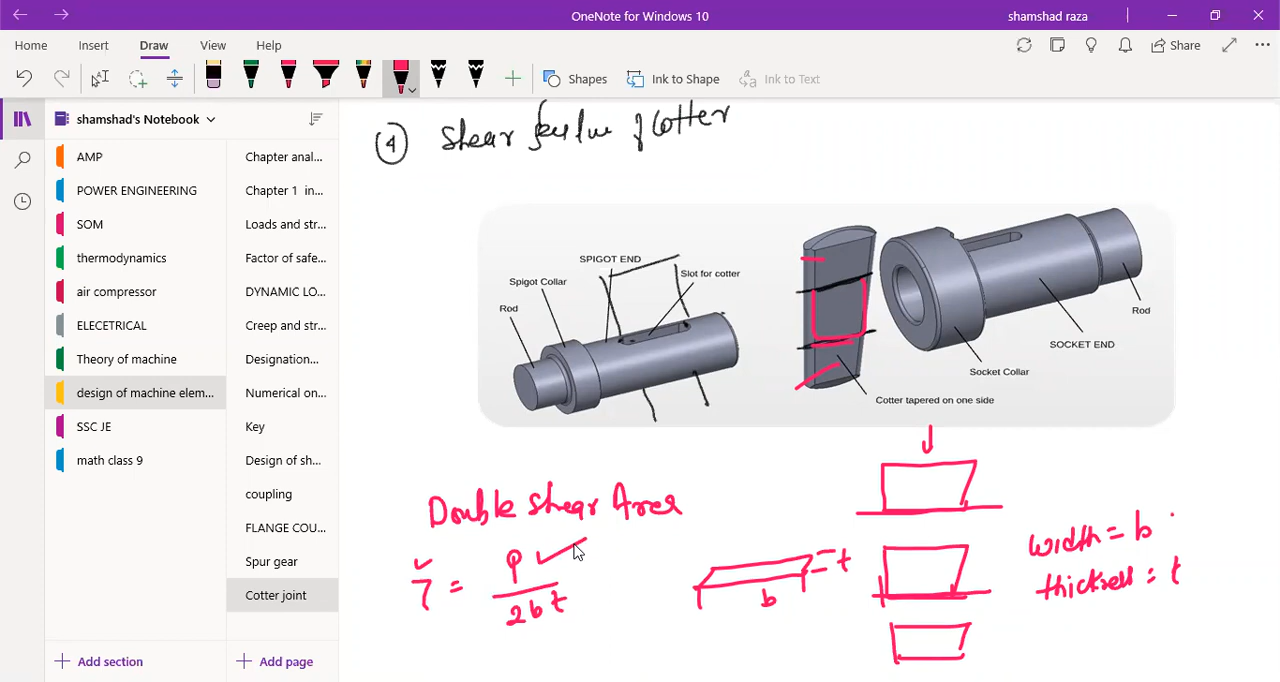 OneNote for Windows 10
shamshad raza
Home Insert Draw View Help
Share
Shapes
Ink to Shape
Ink to Text
shamshad's Notebook
AMP
POWER ENGINEERING
SOM
thermodynamics
air compressor
ELECETRICAL
Theory of machine
design of machine elem...
SSC JE
math class 9
Add section
Chapter anal...
Chapter 1 in...
Loads and str...
Factor of safe...
DYNAMIC LO...
Creep and str...
Designation...
Numerical on...
Key
Design of sh...
coupling
FLANGE COU...
Spur gear
Cotter joint
Add page
④ Shear of Cotter
SPIGOT END
Spigot Collar
Slot for cotter
Rod
Rod
SOCKET END
Socket Collar
Cotter tapered on one side
Double Shear Area
= P
2bt
b
t
width = b
thickness = t